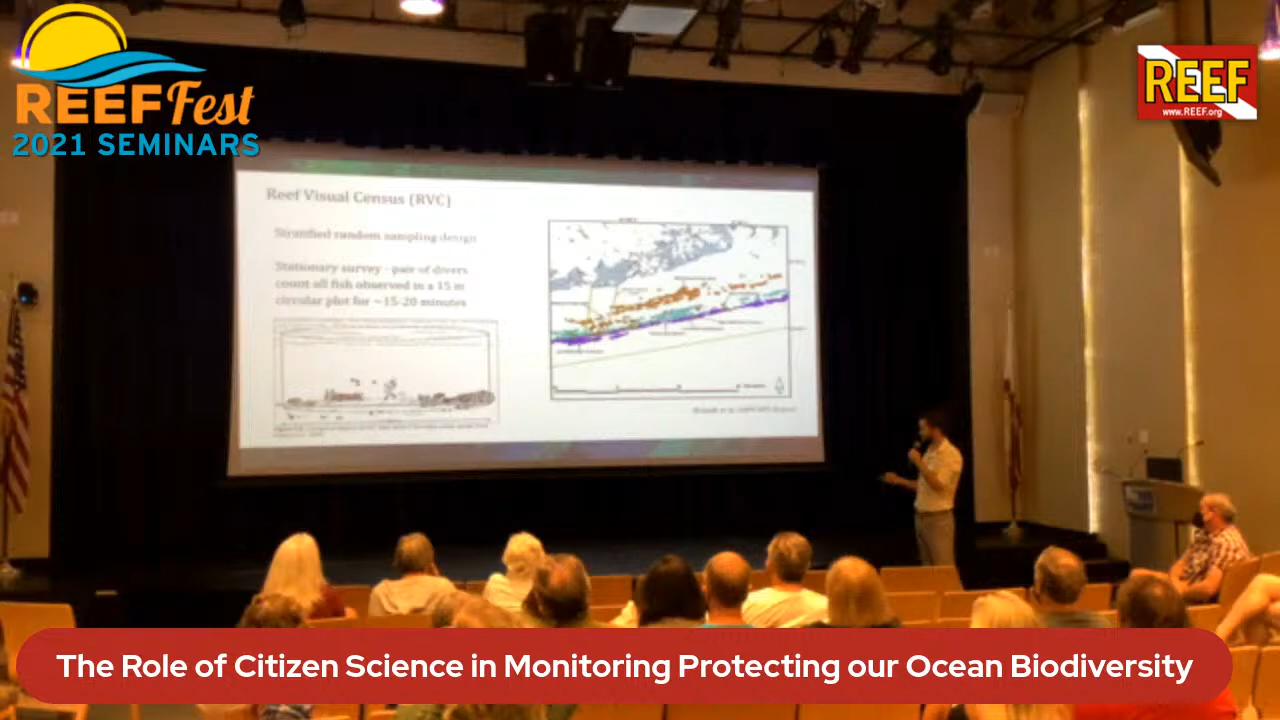 REEF Fest
2021 SEMINARS
REEF
www.REEF.org
Reef Visual Census (RVC)
Stratified random sampling design
Stationary survey - pair of divers
count all fish observed in a 15 m
circular plot for ~15-20 minutes
The Role of Citizen Science in Monitoring Protecting our Ocean Biodiversity